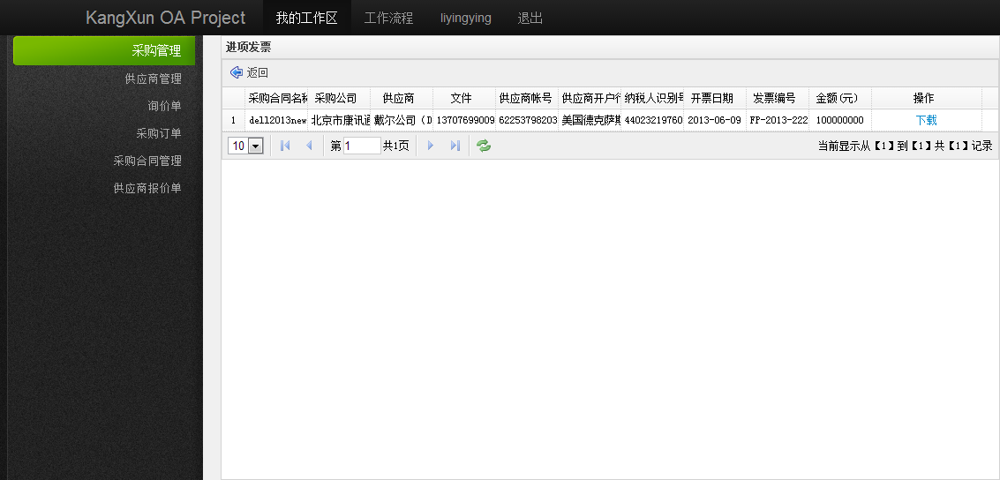 KangXun OA Project 我的工作区 工作流程 liyingying 退出
采购管理
供应商管理
询价单
采购订单
采购合同管理
供应商报价单
进项发票
返回
采购合同名称 采购公司 供应商 文件 供应商帐号 供应商开户行 纳税人识别号 开票日期 发票编号 金额(元) 操作
1 dell2013new 北京市康讯通 戴尔公司（D 13707699009 62253798203 美国德克萨斯 44023219760 2013-06-09 FP-2013-222 100000000 下载
10 第 1 共1页 当前显示从【1】到【1】共【1】记录